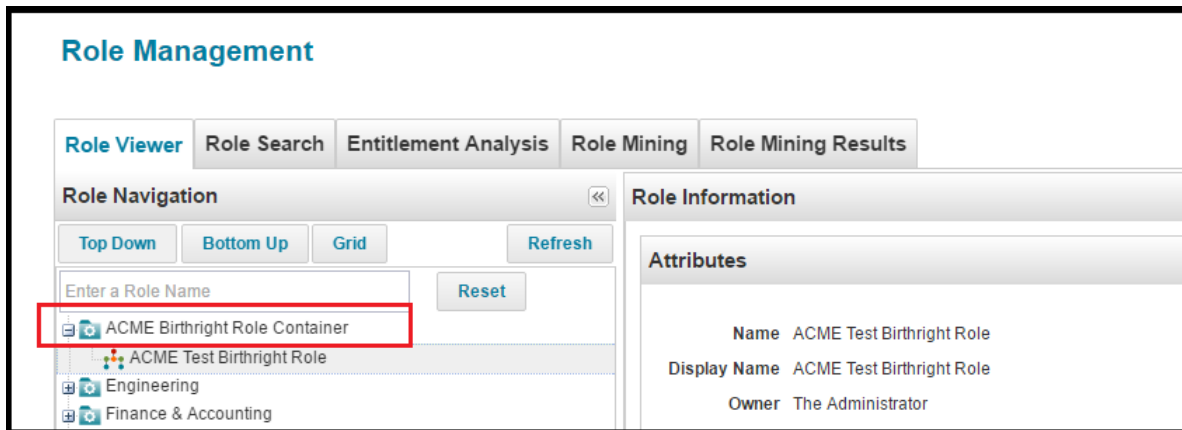 Role Management
Role Viewer Role Search Entitlement Analysis Role Mining Role Mining Results
Role Navigation
Role Information
Top Down Bottom Up Grid Refresh
Attributes
Enter a Role Name Reset
ACME Birthright Role Container
ACME Test Birthright Role
Engineering
Finance & Accounting
Name ACME Test Birthright Role
Display Name ACME Test Birthright Role
Owner The Administrator